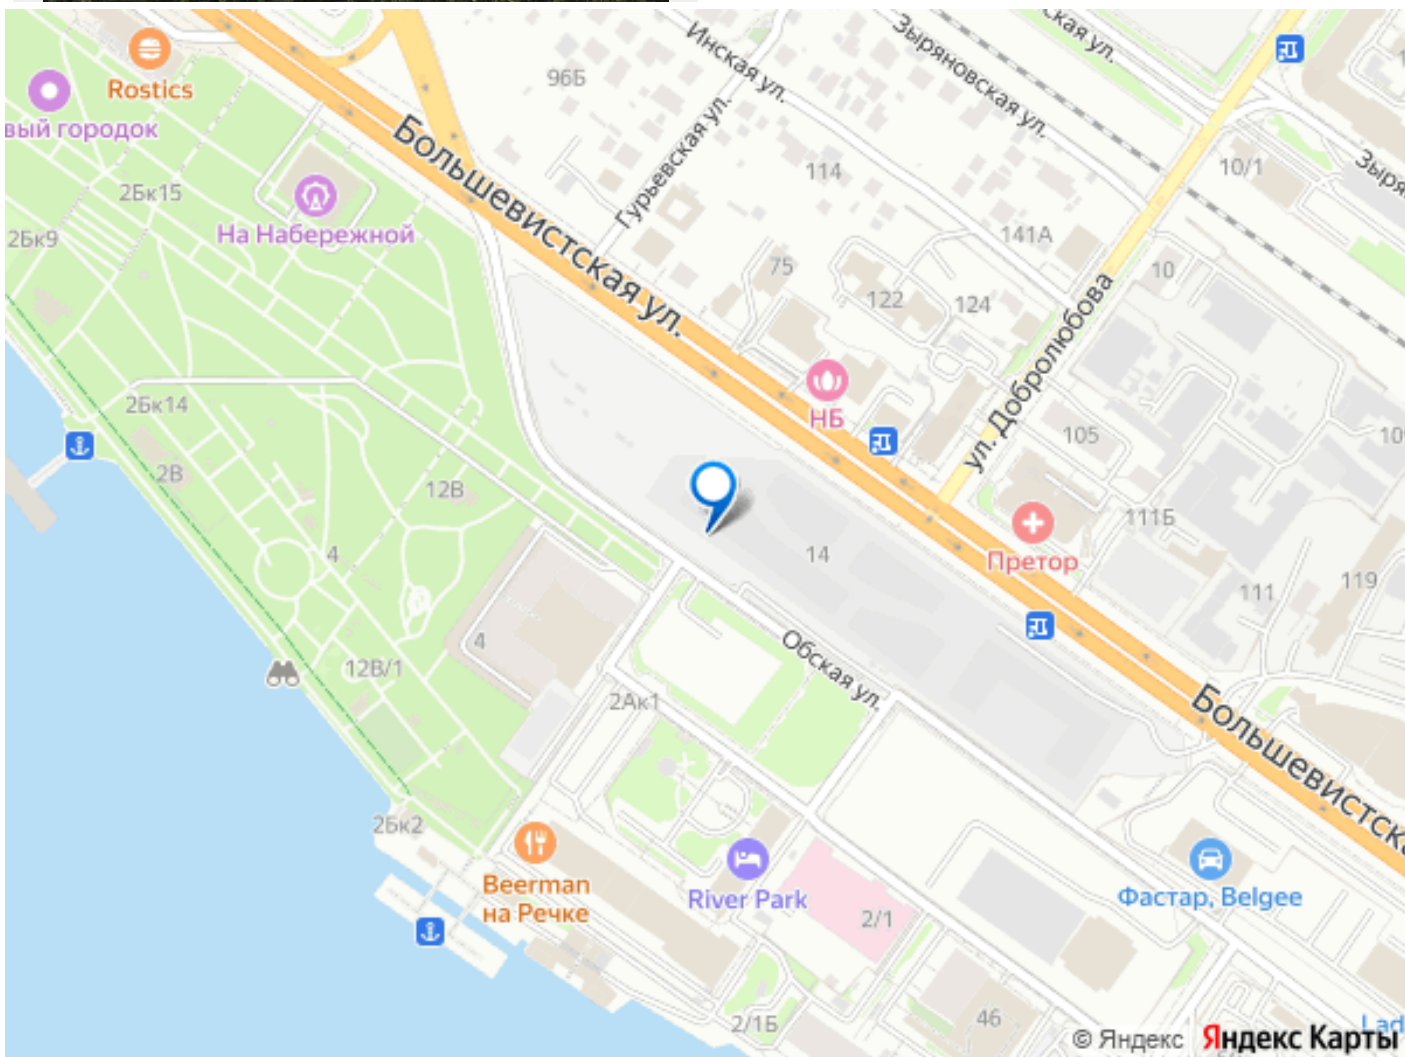 ская ул.
Инская ул.
Зыряновская ул.
96Б
Rostics
вый городок
Большевистская ул.
Гурьевская ул.
114
10/1
Зыря
2Бк15
На Набережной
2Бк9
141А
75
10
122
124
ул. Добролюбова
2Бк14
НБ
105
10
2В
12В
111Б
14
Претор
4
111
119
4
12В/1
Обская ул.
2Ак1
Большевистска
2Бк2
Beerman
на Речке
River Park
Фастар, Belgee
2/1
46
2/1Б
Lad
© Яндекс
Яндекс Карты